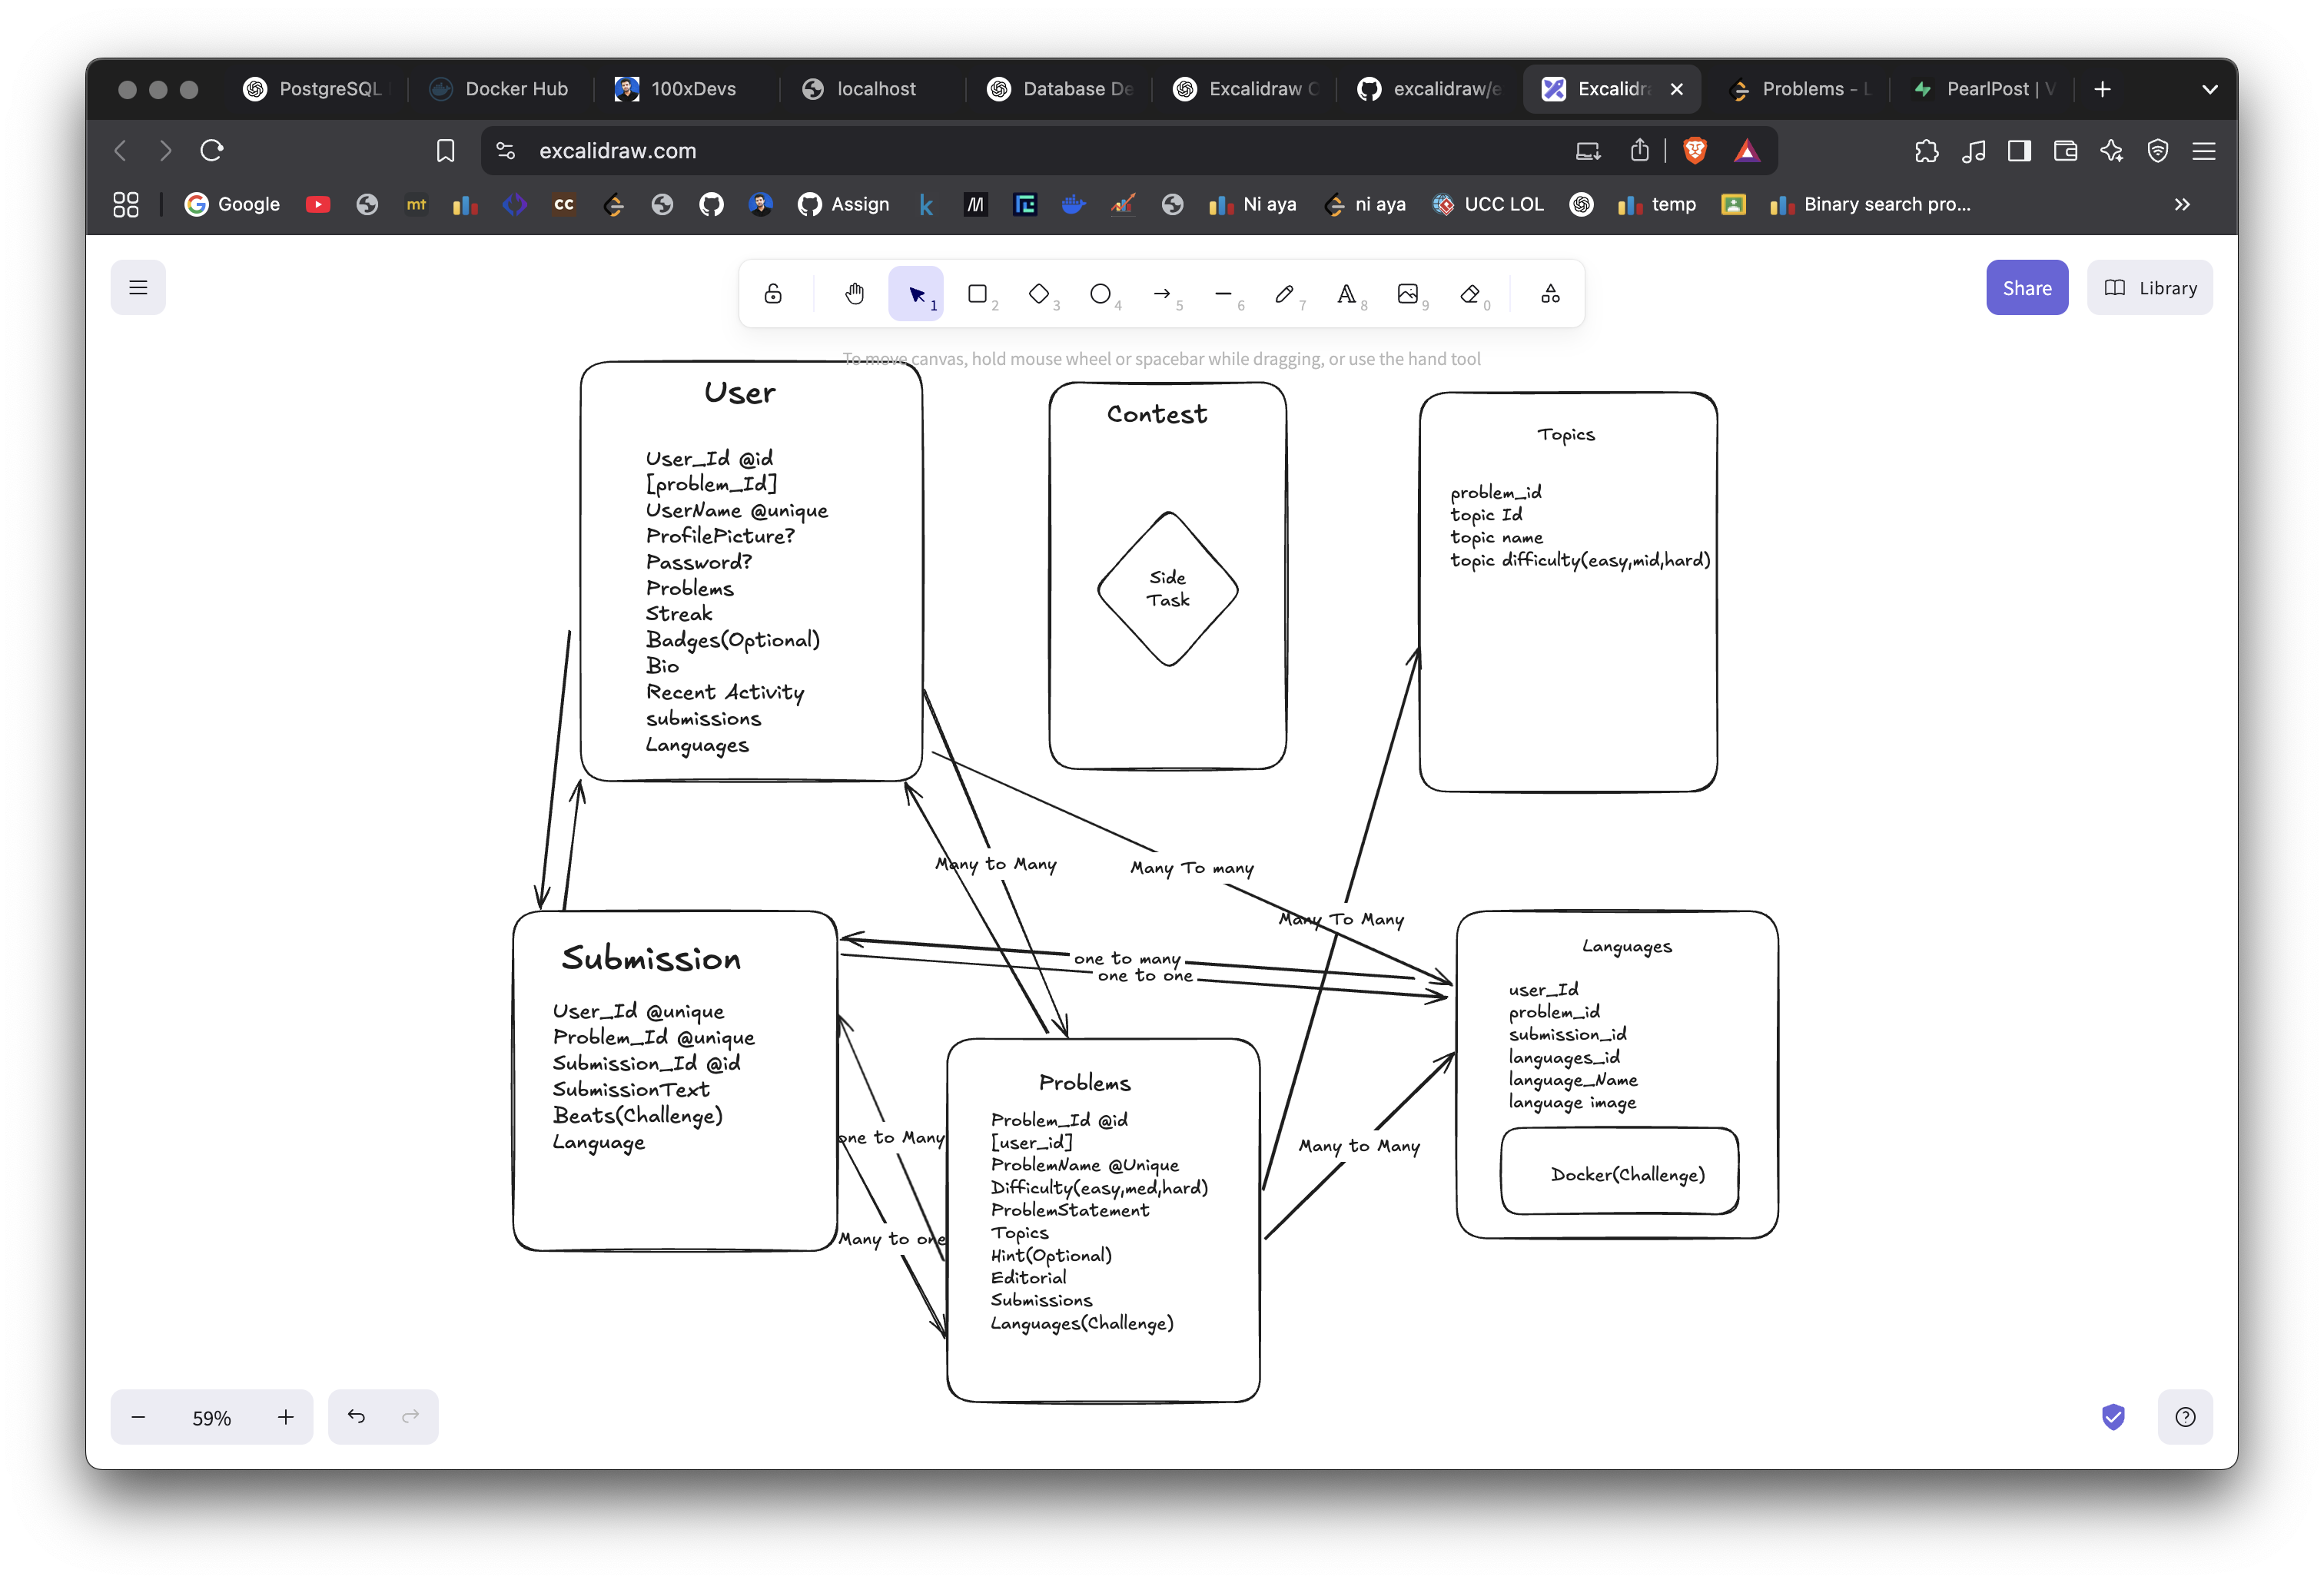 PostgreSQL
Docker Hub
100xDevs
localhost
Database De
Excalidraw C
excalidraw/e
Excalidra
Problems - L
PearlPost | V
excalidraw.com
Google
mt
CC
Assign
k
Ni aya
ni aya
UCC LOL
temp
Binary search pro...
1
2
3
4
5
6
7
8
9
0
Share
Library
To move canvas, hold mouse wheel or spacebar while dragging, or use the hand tool
User
User_Id @id
[problem_Id]
UserName @unique
ProfilePicture?
Password?
Problems
Streak
Badges(Optional)
Bio
Recent Activity
submissions
Languages
Contest
Side
Task
Topics
problem_id
topic Id
topic name
topic difficulty(easy,mid,hard)
Many to Many
Many To many
Many To Many
one to many
one to one
Submission
User_Id @unique
Problem_Id @unique
Submission_Id @id
SubmissionText
Beats(Challenge)
Language
one to Many
Many to one
Problems
Problem_Id @id
[user_id]
ProblemName @Unique
Difficulty(easy,med,hard)
ProblemStatement
Topics
Hint(Optional)
Editorial
Submissions
Languages(Challenge)
Many to Many
Languages
user_Id
problem_id
submission_id
languages_id
language_Name
language image
Docker(Challenge)
59%